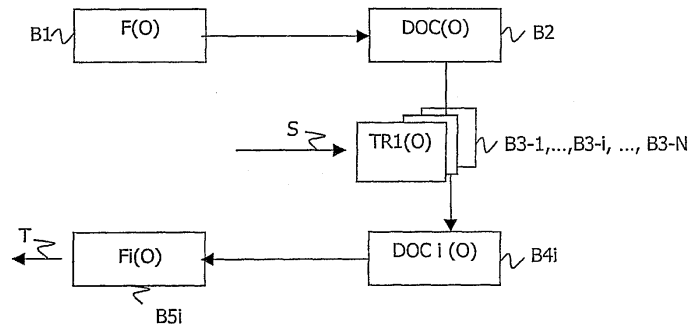 B1
F(O)
DOC(O)
B2
S
TR1(O)
B3-1,...,B3-i, ..., B3-N
T
Fi(O)
DOC i (O)
B4i
B5i